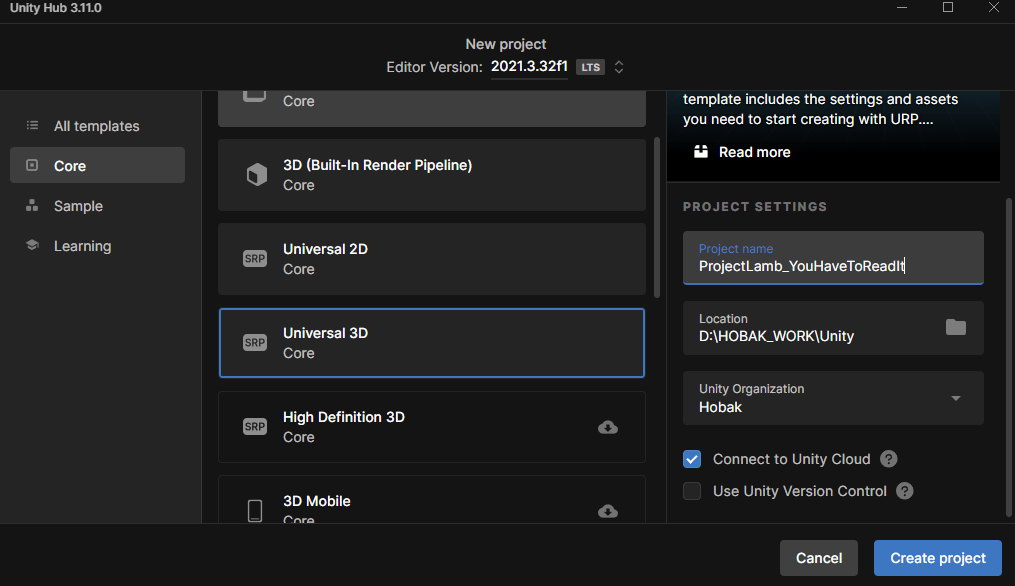 Unity Hub 3.11.0
New project
Editor Version: 2021.3.32f1 LTS
All templates
Core
Sample
Learning
Core
3D (Built-In Render Pipeline)
Core
SRP
Universal 2D
Core
SRP
Universal 3D
Core
SRP
High Definition 3D
Core
3D Mobile
Core
template includes the settings and assets
you need to start creating with URP....
Read more
PROJECT SETTINGS
Project name
ProjectLamb_YouHaveToReadIt
Location
D:\HOBAK_WORK\Unity
Unity Organization
Hobak
Connect to Unity Cloud ?
Use Unity Version Control ?
Cancel
Create project